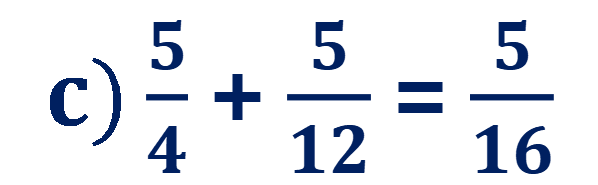 c) 5/4 + 5/12 = 5/16